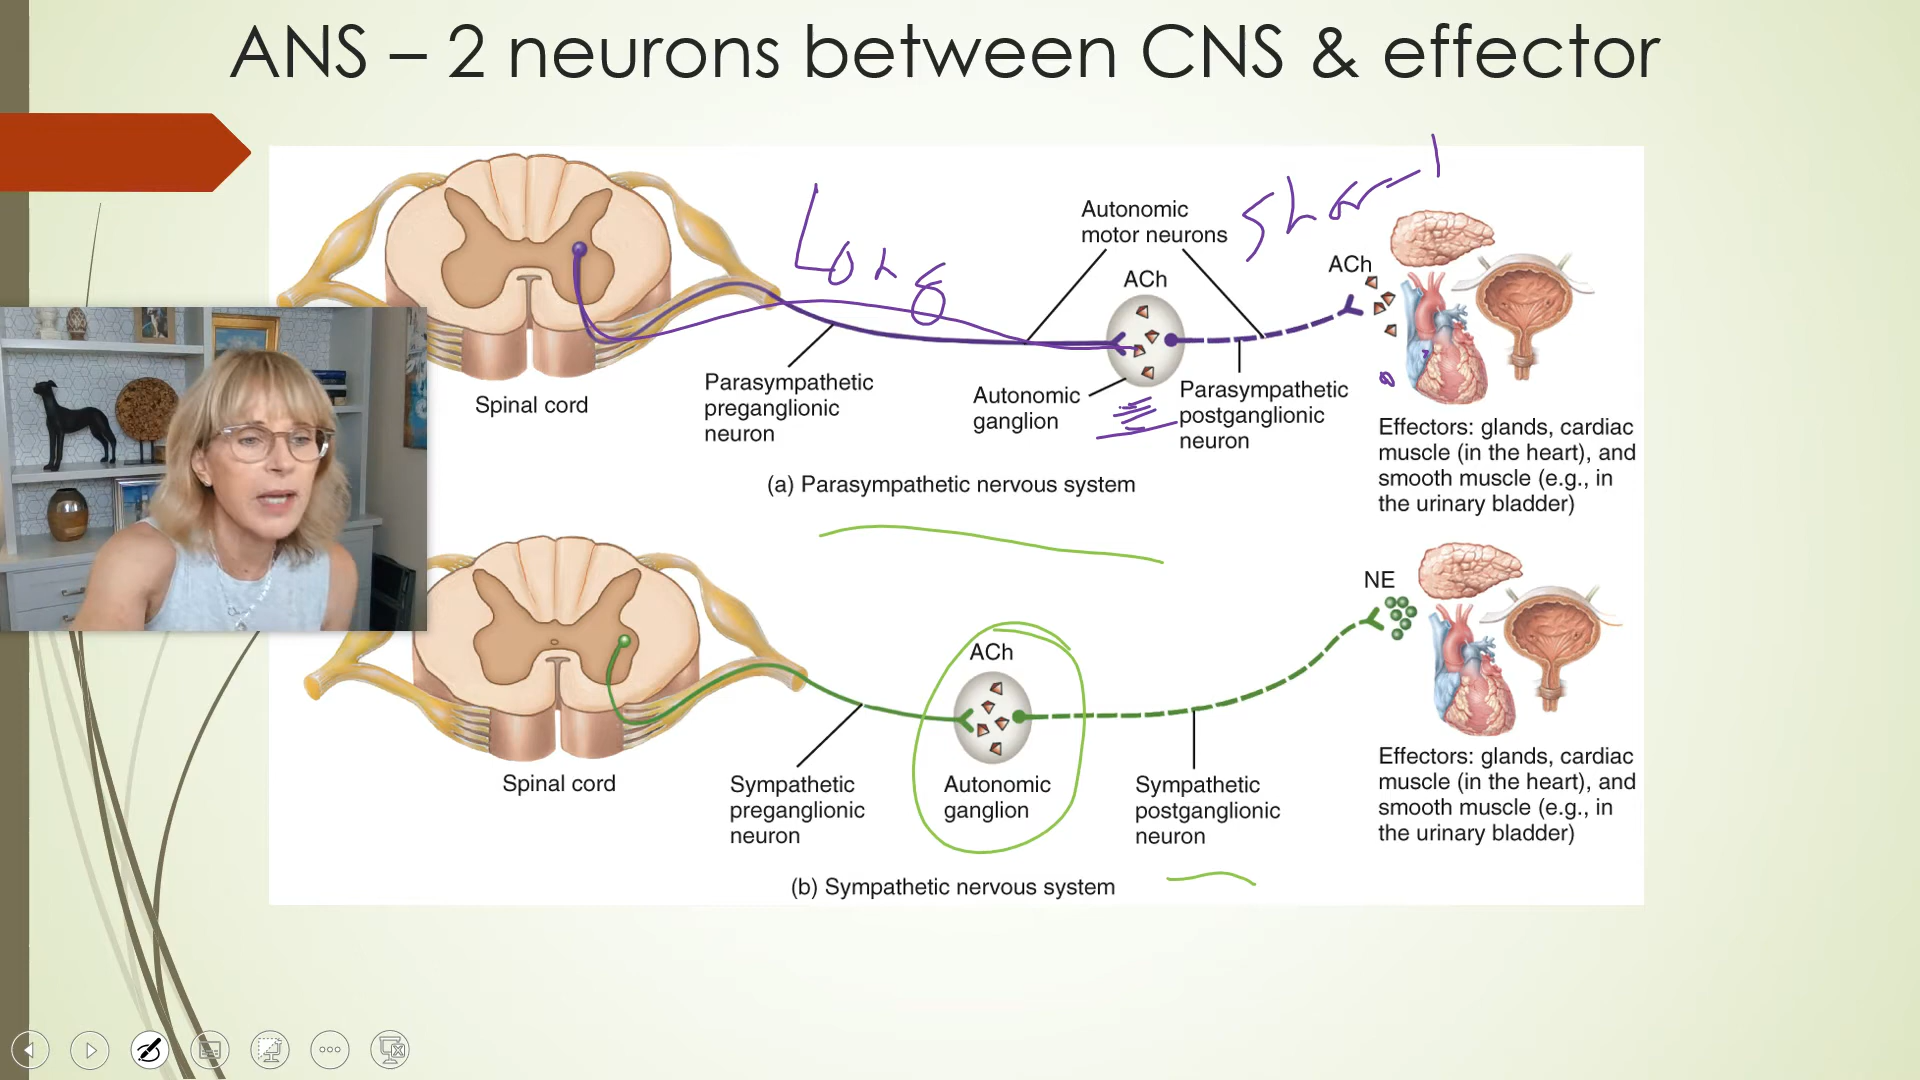 ANS – 2 neurons between CNS & effector
Long
Short
Autonomic
motor neurons
ACh
ACh
Parasympathetic
preganglionic
neuron
Autonomic
ganglion
Parasympathetic
postganglionic
neuron
Spinal cord
Effectors: glands, cardiac
muscle (in the heart), and
smooth muscle (e.g., in
the urinary bladder)
(a) Parasympathetic nervous system
NE
ACh
Spinal cord
Sympathetic
preganglionic
neuron
Autonomic
ganglion
Sympathetic
postganglionic
neuron
Effectors: glands, cardiac
muscle (in the heart), and
smooth muscle (e.g., in
the urinary bladder)
(b) Sympathetic nervous system